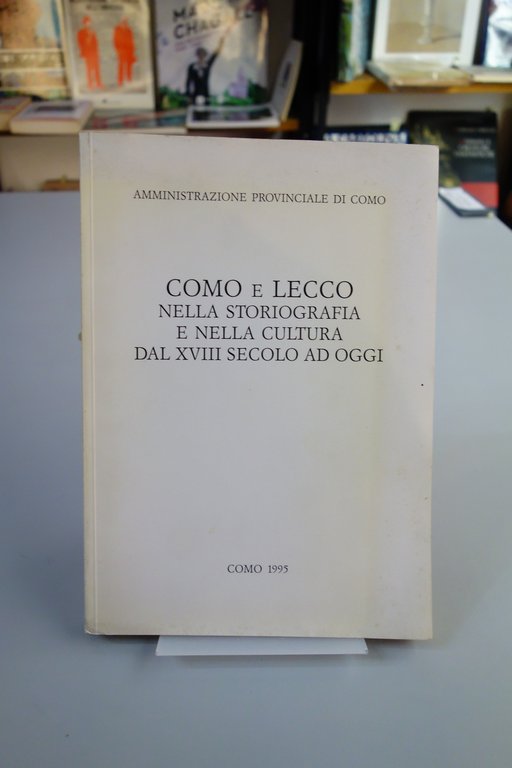 AMMINISTRAZIONE PROVINCIALE DI COMO
COMO E LECCO
NELLA STORIOGRAFIA
E NELLA CULTURA
DAL XVIII SECOLO AD OGGI
COMO 1995